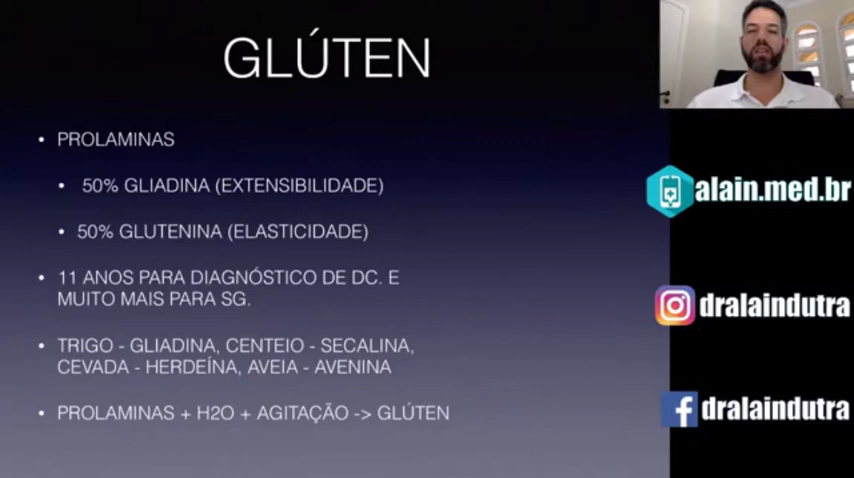 GLÚTEN
• PROLAMINAS
• 50% GLIADINA (EXTENSIBILIDADE)
• 50% GLUTENINA (ELASTICIDADE)
• 11 ANOS PARA DIAGNÓSTICO DE DC. E
MUITO MAIS PARA SG.
• TRIGO - GLIADINA, CENTEIO - SECALINA,
CEVADA - HERDEÍNA, AVEIA - AVENINA
• PROLAMINAS + H2O + AGITAÇÃO -> GLÚTEN
alain.med.br
dralaindutra
dralaindutra